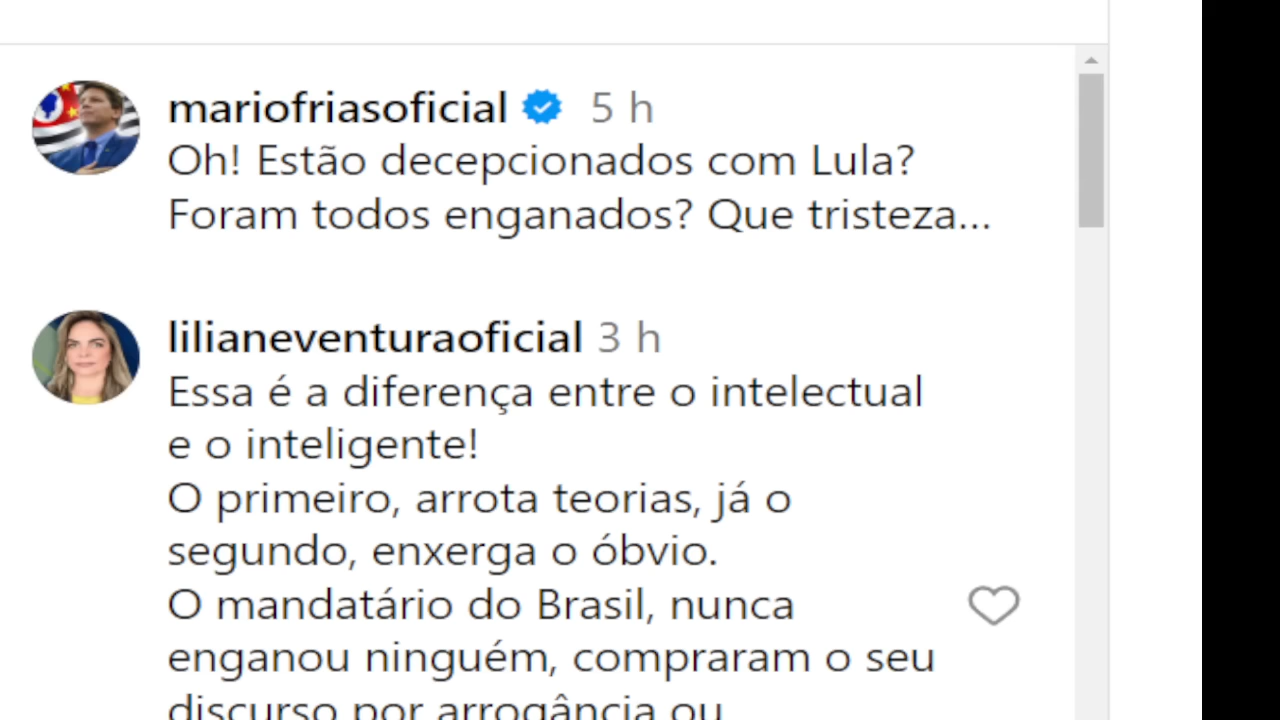 mariofriasoficial 5 h
Oh! Estão decepcionados com Lula?
Foram todos enganados? Que tristeza...
lilianeventuraoficial 3 h
Essa é a diferença entre o intelectual
e o inteligente!
O primeiro, arrota teorias, já o
segundo, enxerga o óbvio.
O mandatário do Brasil, nunca
enganou ninguém, compraram o seu
discurso por arrogância ou